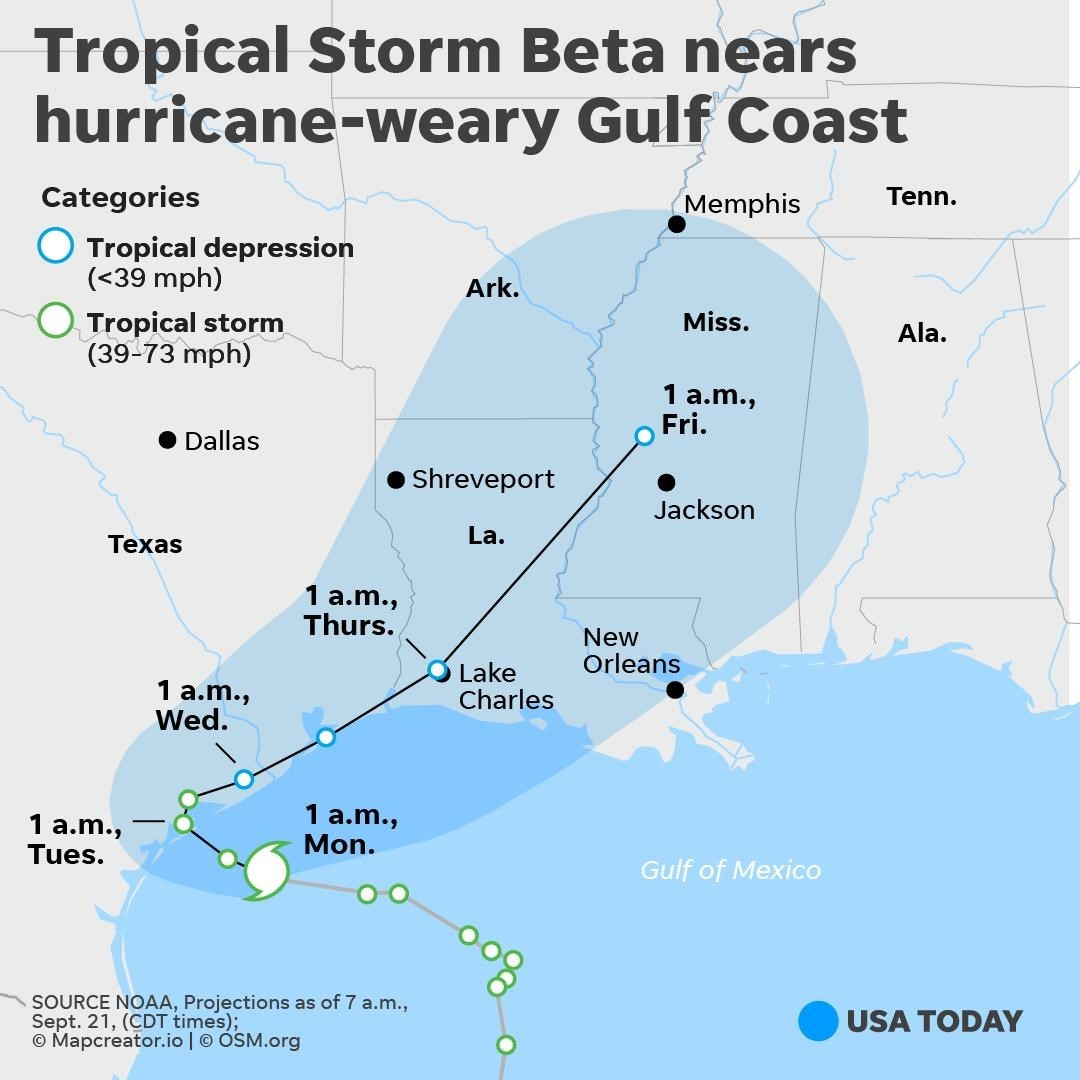 Tropical Storm Beta nears
hurricane-weary Gulf Coast
Categories
Tropical depression
(<39 mph)
Tropical storm
(39-73 mph)
Memphis
Tenn.
Ark.
Miss.
Ala.
1 a.m.,
Fri.
Dallas
Shreveport
Jackson
Texas
La.
1 a.m.,
Thurs.
New
Orleans
Lake
Charles
1 a.m.,
Wed.
1 a.m.,
Mon.
1 a.m.,
Tues.
Gulf of Mexico
SOURCE NOAA, Projections as of 7 a.m.,
Sept. 21, (CDT times);
© Mapcreator.io | © OSM.org
USA TODAY